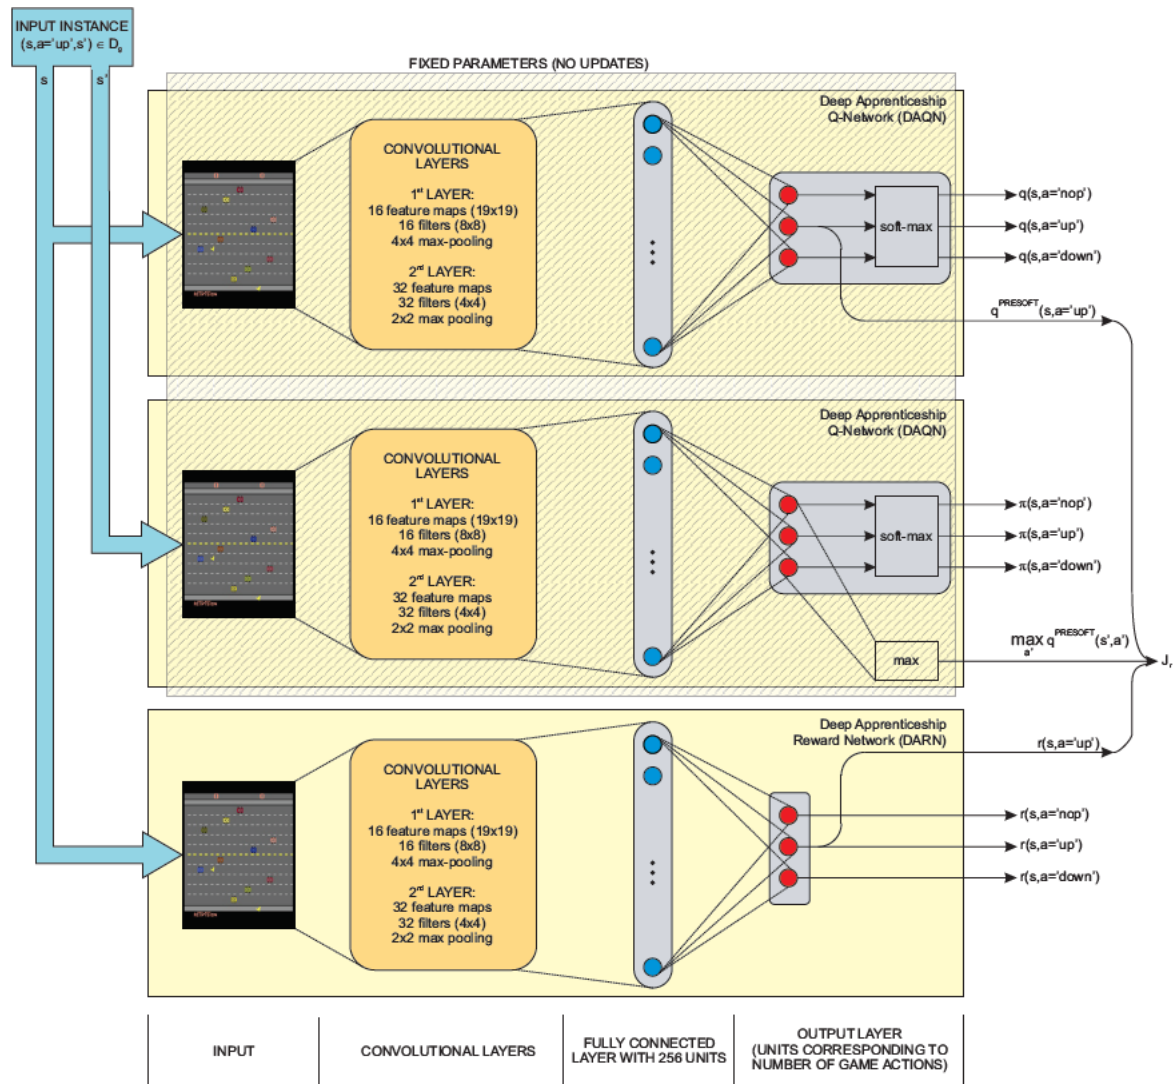 INPUT INSTANCE
(s,a='up',s') ∈ D_g
s
s'
FIXED PARAMETERS (NO UPDATES)
Deep Apprenticeship
Q-Network (DAQN)
CONVOLUTIONAL
LAYERS
1st LAYER:
16 feature maps (19x19)
16 filters (8x8)
4x4 max-pooling
2nd LAYER:
32 feature maps
32 filters (4x4)
2x2 max pooling
soft-max
q(s,a='nop')
q(s,a='up')
q(s,a='down')
q^PRESOFT(s,a='up')
Deep Apprenticeship
Q-Network (DAQN)
CONVOLUTIONAL
LAYERS
1st LAYER:
16 feature maps (19x19)
16 filters (8x8)
4x4 max-pooling
2nd LAYER:
32 feature maps
32 filters (4x4)
2x2 max pooling
soft-max
π(s,a='nop')
π(s,a='up')
π(s,a='down')
max
max q^PRESOFT(s',a')
a'
J_r
Deep Apprenticeship
Reward Network (DARN)
CONVOLUTIONAL
LAYERS
1st LAYER:
16 feature maps (19x19)
16 filters (8x8)
4x4 max-pooling
2nd LAYER:
32 feature maps
32 filters (4x4)
2x2 max pooling
r(s,a='up')
r(s,a='nop')
r(s,a='up')
r(s,a='down')
INPUT
CONVOLUTIONAL LAYERS
FULLY CONNECTED
LAYER WITH 256 UNITS
OUTPUT LAYER
(UNITS CORRESPONDING TO
NUMBER OF GAME ACTIONS)